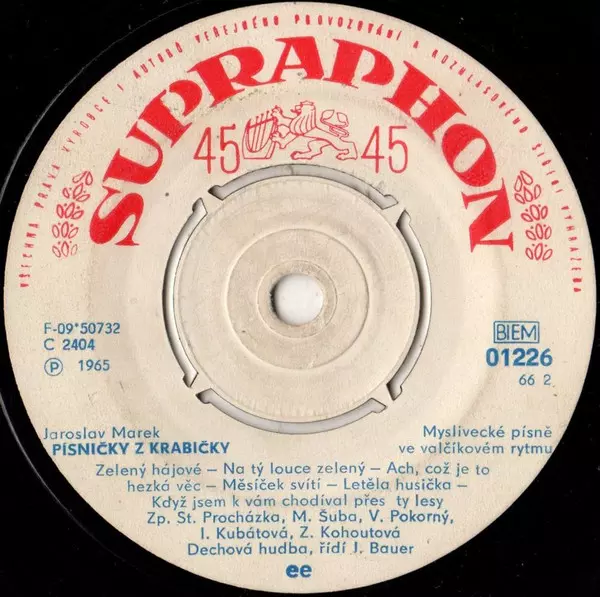 VŠECHNA PRÁVA VÝROBCE I AUTORŮ VEŘEJNÉHO PROVOZOVÁNÍ A ROZHLASOVÉHO ŠÍŘENÍ VYHRAŽENA
SUPRAPHON
45 45
F-09*50732
C 2404
Ⓟ 1965
BIEM
01226
66 2
Jaroslav Marek
PÍSNIČKY Z KRABIČKY
Myslivecké písně
ve valčíkovém rytmu
Zelený hájové – Na tý louce zelený – Ach, což je to
hezká věc – Měsíček svítí – Letěla husička –
Když jsem k vám chodíval přes ty lesy
Zp. St. Procházka, M. Šuba, V. Pokorný,
I. Kubátová, Z. Kohoutová
Dechová hudba, řídí J. Bauer
ee